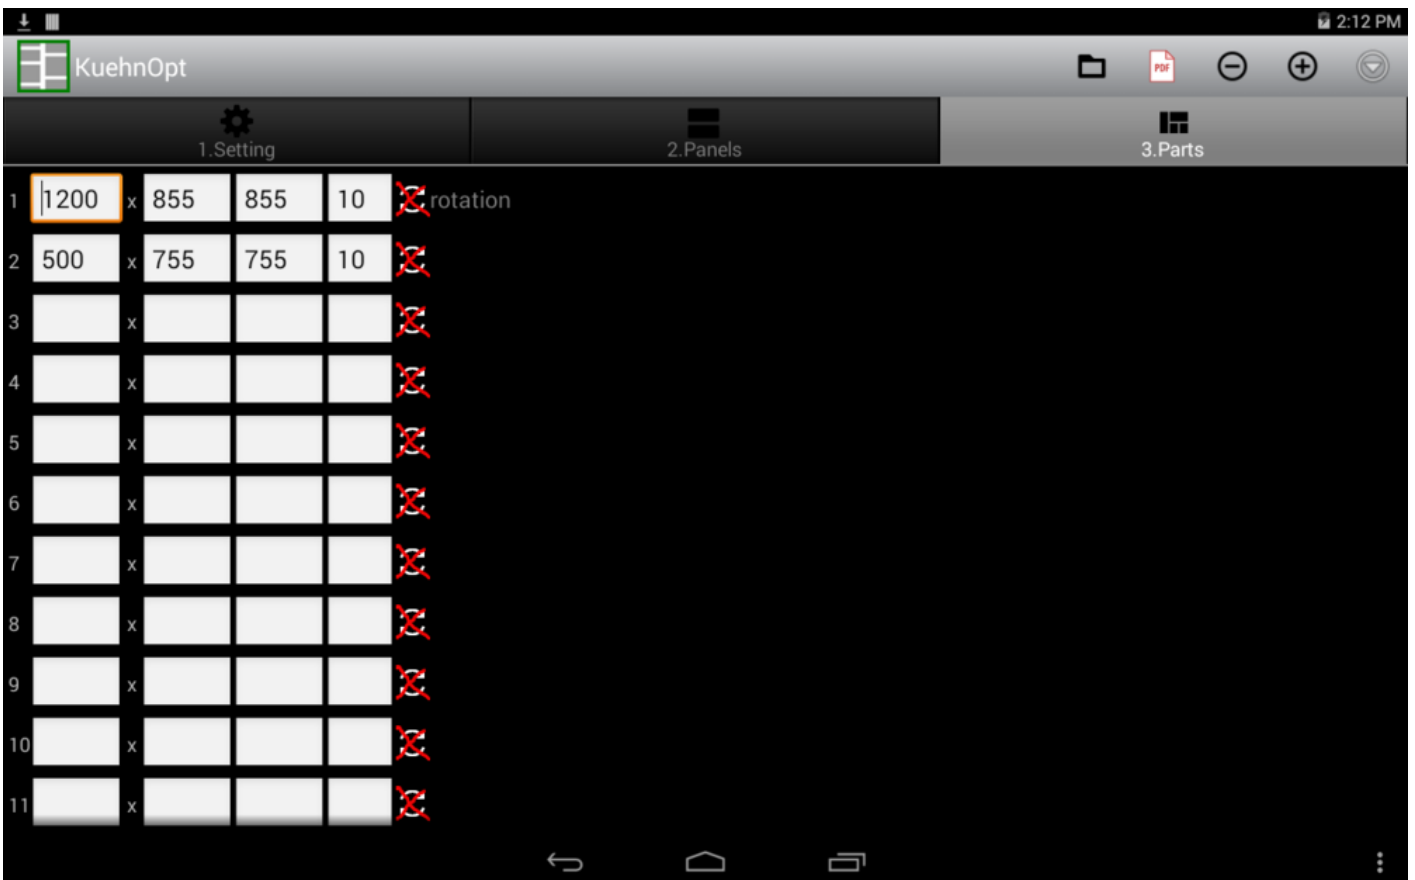 2:12 PM
KuehnOpt
PDF
1.Setting 2.Panels 3.Parts
1 1200 x 855 855 10 rotation
2 500 x 755 755 10
3 x
4 x
5 x
6 x
7 x
8 x
9 x
10 x
11 x